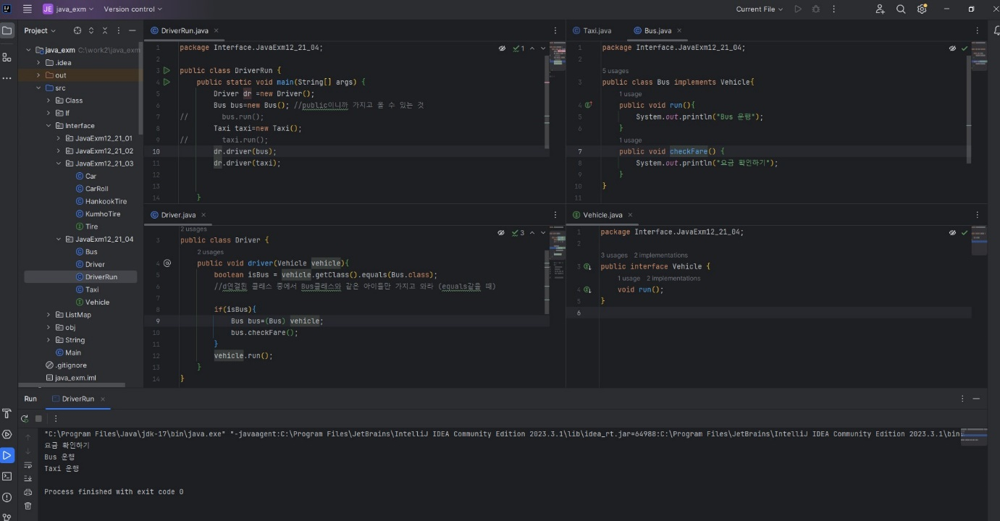 JE java_exm Version control Current File
Project
java_exm C:\work2\java_exm
.idea
out
src
Class
If
Interface
JavaExm12_21_01
JavaExm12_21_02
JavaExm12_21_03
Car
CarRoll
HankookTire
KumhoTire
Tire
JavaExm12_21_04
Bus
Driver
DriverRun
Taxi
Vehicle
ListMap
obj
String
Main
.gitignore
java_exm.iml
DriverRun.java
1 package Interface.JavaExm12_21_04;
1
2
3 public class DriverRun {
4 public static void main(String[] args) {
5 Driver dr =new Driver();
6 Bus bus=new Bus(); //public이니까 가지고 올 수 있는 것
7 // bus.run();
8 Taxi taxi=new Taxi();
9 // taxi.run();
10 dr.driver(bus);
11 dr.driver(taxi);
12
13
14 }
Taxi.java Bus.java
1 package Interface.JavaExm12_21_04;
2
5 usages
3 public class Bus implements Vehicle{
1 usage
4 public void run(){
5 System.out.println("Bus 운행");
6 }
1 usage
7 public void checkFare() {
8 System.out.println("요금 확인하기");
9 }
10 }
11
Driver.java
2 usages
3
3 public class Driver {
2 usages
4 public void driver(Vehicle vehicle){
5 boolean isBus = vehicle.getClass().equals(Bus.class);
6 //d연결된 클래스 중에서 Bus클래스와 같은 아이들만 가지고 와라 (equals같을 때)
7
8 if(isBus){
9 Bus bus=(Bus) vehicle;
10 bus.checkFare();
11 }
12 vehicle.run();
13 }
14 }
Vehicle.java
1 package Interface.JavaExm12_21_04;
2
3 usages 2 implementations
3 public interface Vehicle {
1 usage 2 implementations
4 void run();
5 }
6
Run DriverRun
"C:\Program Files\Java\jdk-17\bin\java.exe" "-javaagent:C:\Program Files\JetBrains\IntelliJ IDEA Community Edition 2023.3.1\lib\idea_rt.jar=64988:C:\Program Files\JetBrains\IntelliJ IDEA Community Edition 2023.3.1\bin
요금 확인하기
Bus 운행
Taxi 운행
Process finished with exit code 0